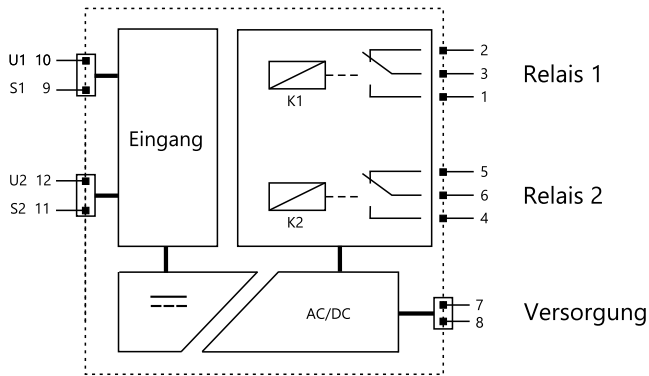 U1 10
S1 9
U2 12
S2 11
Eingang
K1
K2
2
3
1
Relais 1
5
6
4
Relais 2
AC/DC
7
8
Versorgung